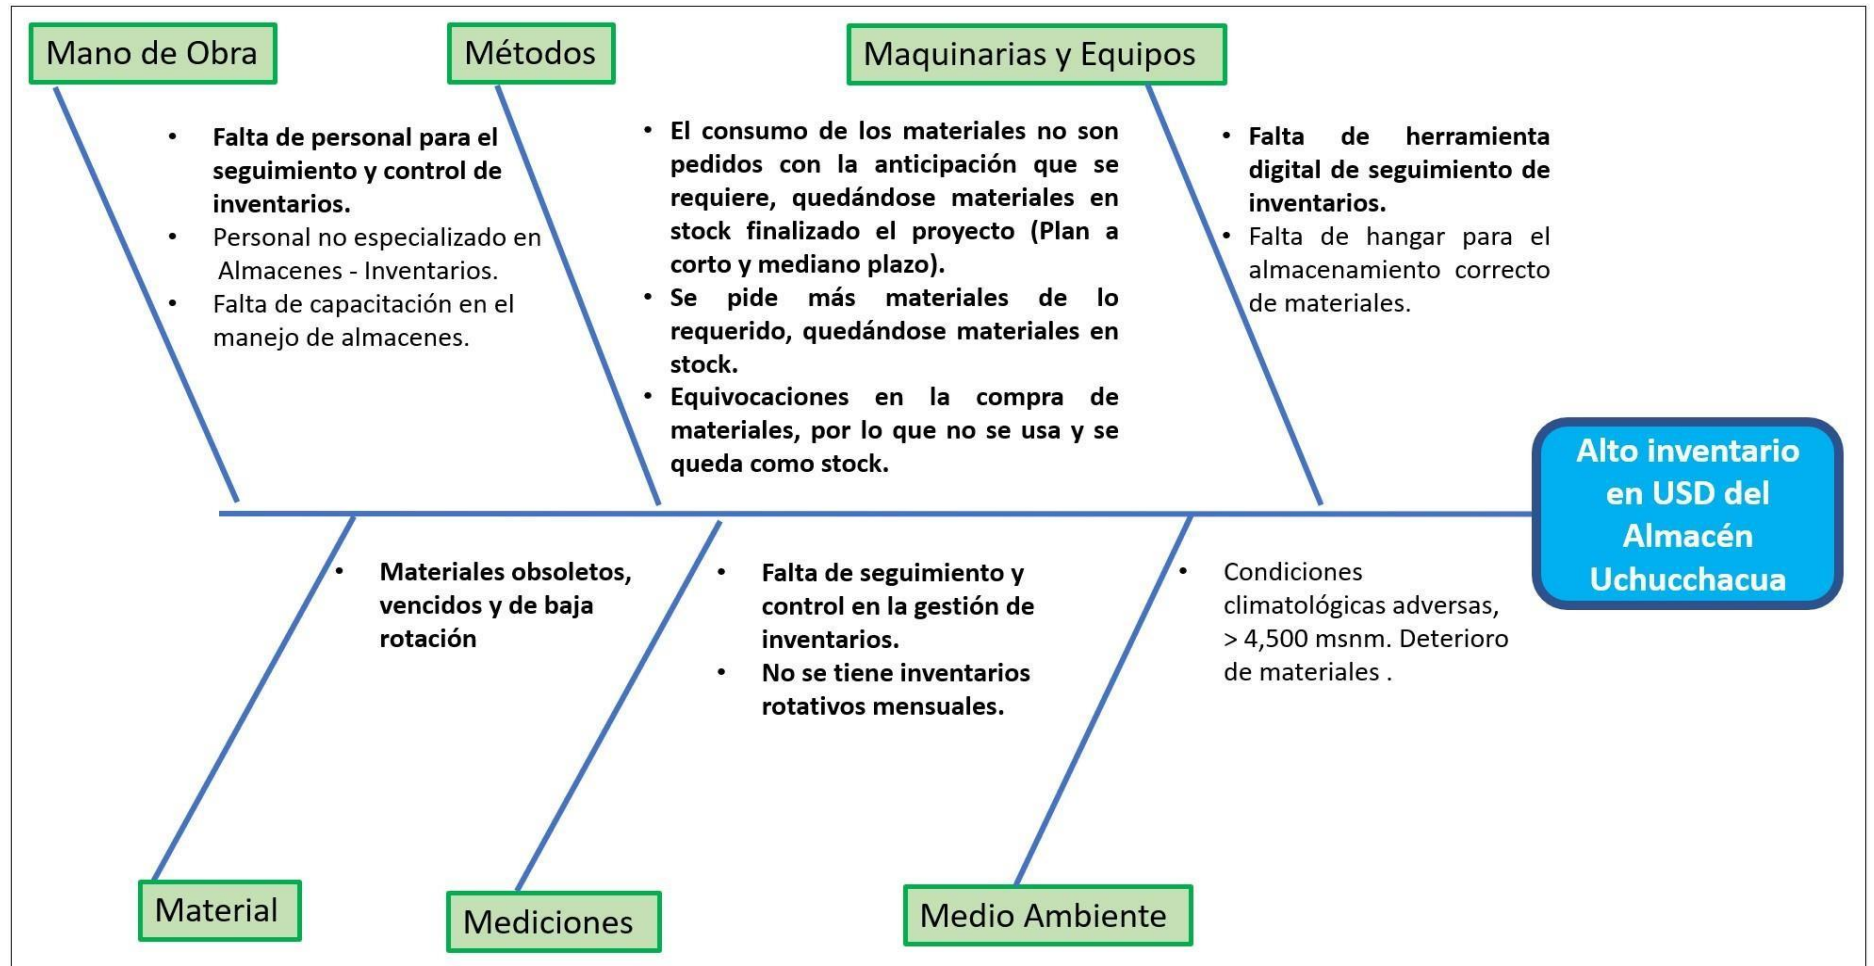 Mano de Obra
Métodos
Maquinarias y Equipos
• Falta de personal para el
seguimiento y control de
inventarios.
• Personal no especializado en
Almacenes - Inventarios.
• Falta de capacitación en el
manejo de almacenes.
• El consumo de los materiales no son
pedidos con la anticipación que se
requiere, quedándose materiales en
stock finalizado el proyecto (Plan a
corto y mediano plazo).
• Se pide más materiales de lo
requerido, quedándose materiales en
stock.
• Equivocaciones en la compra de
materiales, por lo que no se usa y se
queda como stock.
• Falta de herramienta
digital de seguimiento de
inventarios.
• Falta de hangar para el
almacenamiento correcto
de materiales.
Alto inventario
en USD del
Almacén
Uchucchacua
• Materiales obsoletos,
vencidos y de baja
rotación
• Falta de seguimiento y
control en la gestión de
inventarios.
• No se tiene inventarios
rotativos mensuales.
• Condiciones
climatológicas adversas,
> 4,500 msnm. Deterioro
de materiales .
Material
Mediciones
Medio Ambiente